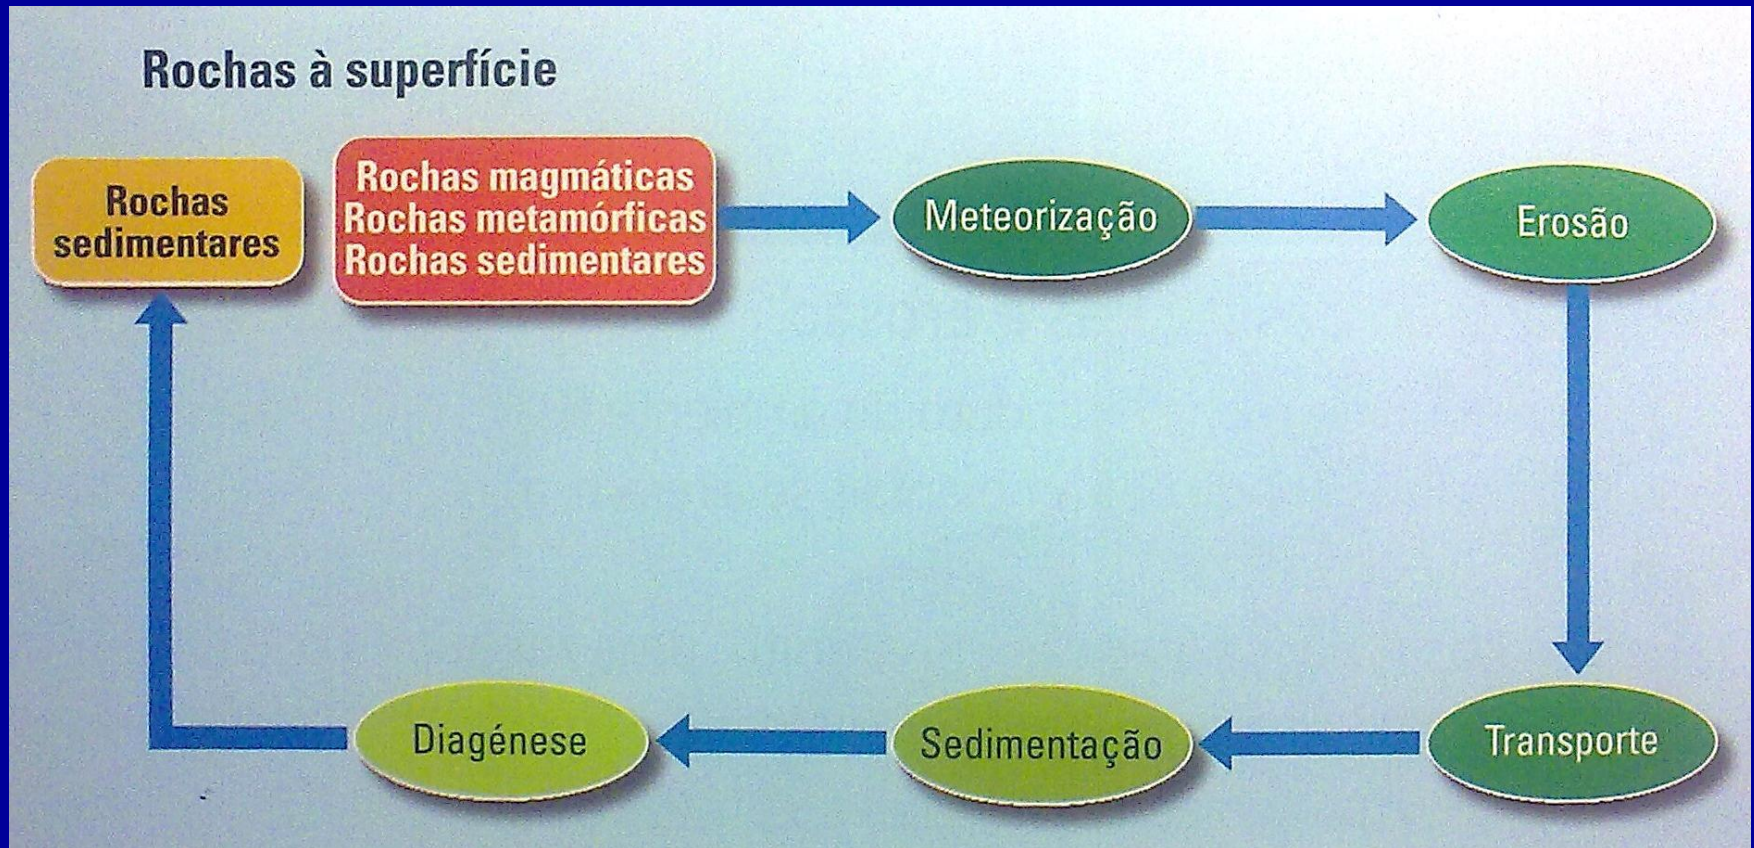 Rochas à superfície
Rochas
sedimentares
Rochas magmáticas
Rochas metamórficas
Rochas sedimentares
Meteorização
Erosão
Transporte
Sedimentação
Diagénese